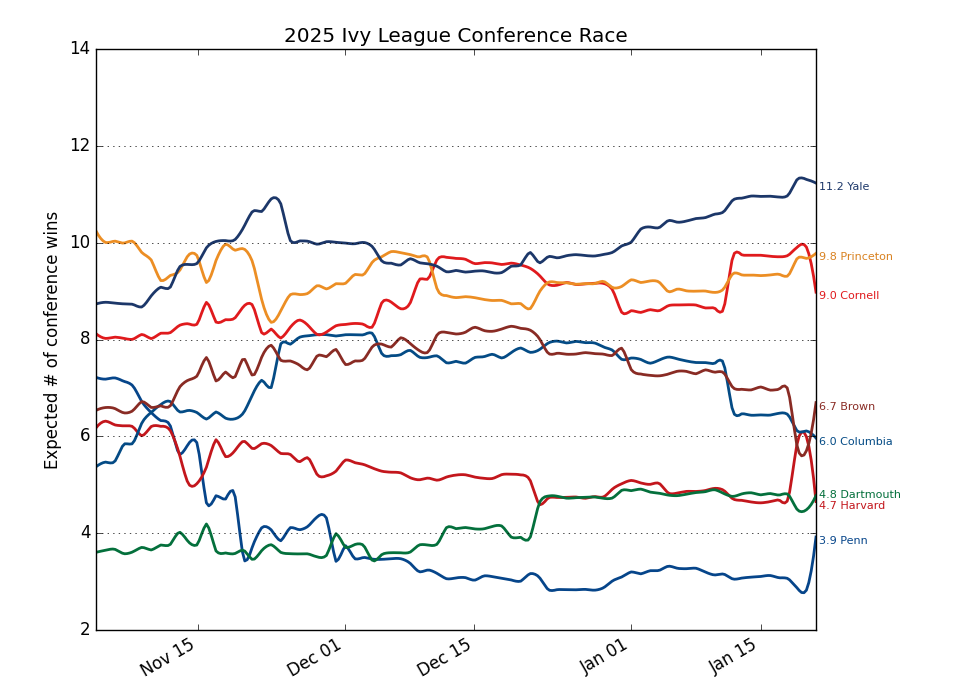 2025 Ivy League Conference Race
Expected # of conference wins
14
12
10
8
6
4
2
11.2 Yale
9.8 Princeton
9.0 Cornell
6.7 Brown
6.0 Columbia
4.8 Dartmouth
4.7 Harvard
3.9 Penn
Nov 15
Dec 01
Dec 15
Jan 01
Jan 15